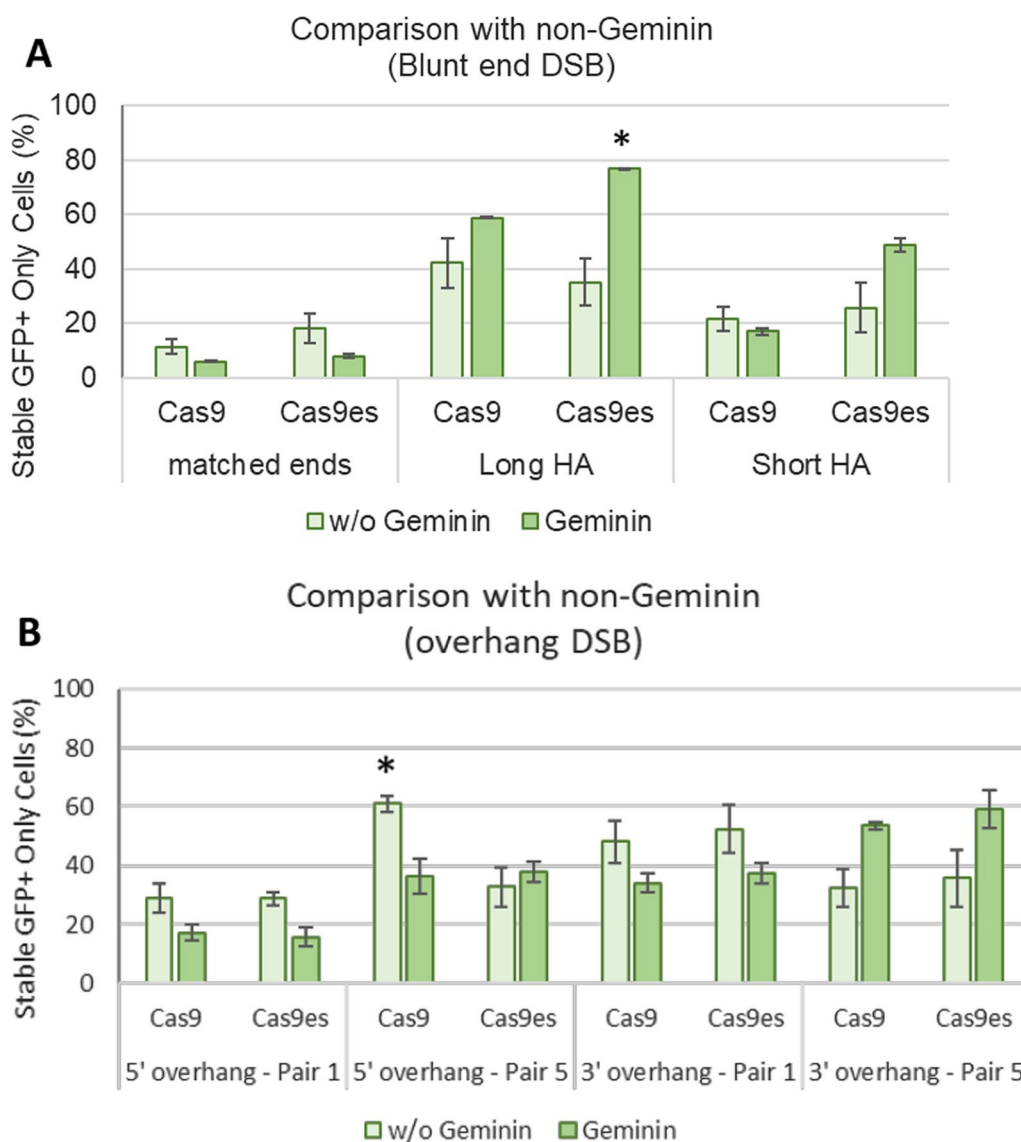 A
Comparison with non-Geminin
(Blunt end DSB)
Stable GFP+ Only Cells (%)
100
80
60
40
20
0
*
Cas9 Cas9es Cas9 Cas9es Cas9 Cas9es
matched ends Long HA Short HA
w/o Geminin Geminin
B
Comparison with non-Geminin
(overhang DSB)
Stable GFP+ Only Cells (%)
100
80
60
40
20
0
*
Cas9 Cas9es Cas9 Cas9es Cas9 Cas9es Cas9 Cas9es
5' overhang - Pair 1 5' overhang - Pair 5 3' overhang - Pair 1 3' overhang - Pair 5
w/o Geminin Geminin